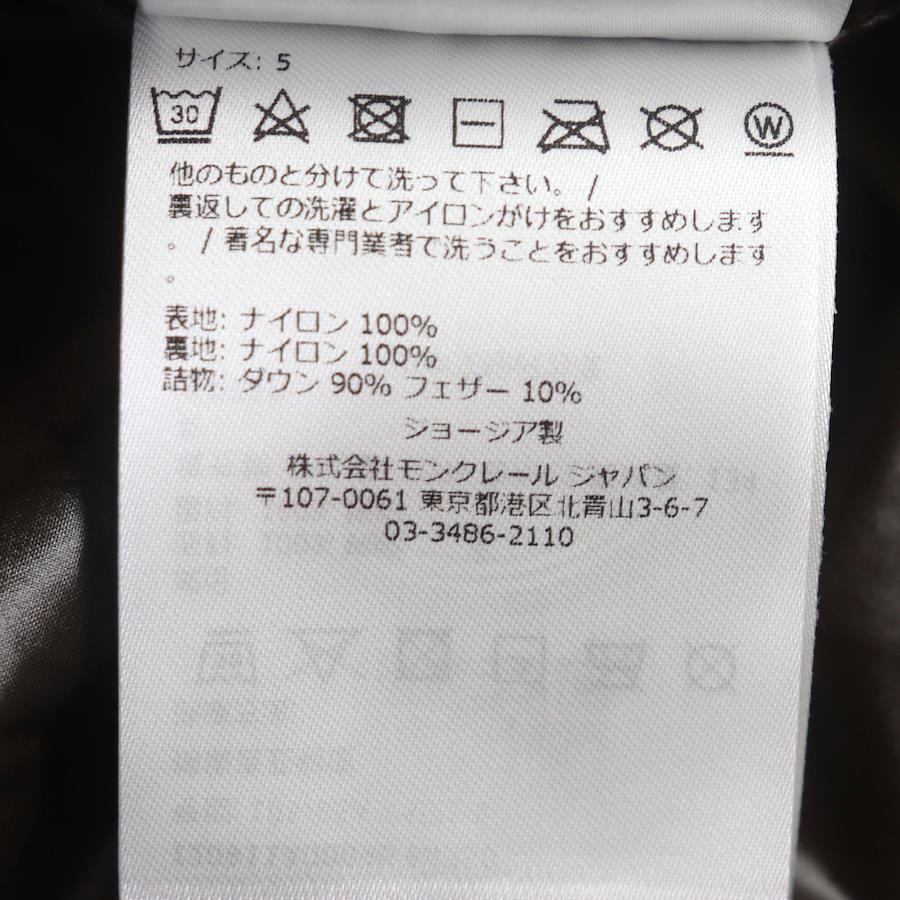 サイズ: 5
30
W
他のものと分けて洗って下さい。 /
裏返しての洗濯とアイロンがけをおすすめします
。 / 著名な専門業者で洗うことをおすすめします
。
表地: ナイロン 100%
裏地: ナイロン 100%
詰物: ダウン 90% フェザー 10%
ショージア製
株式会社モンクレール ジャパン
〒107-0061 東京都港区北青山3-6-7
03-3486-2110